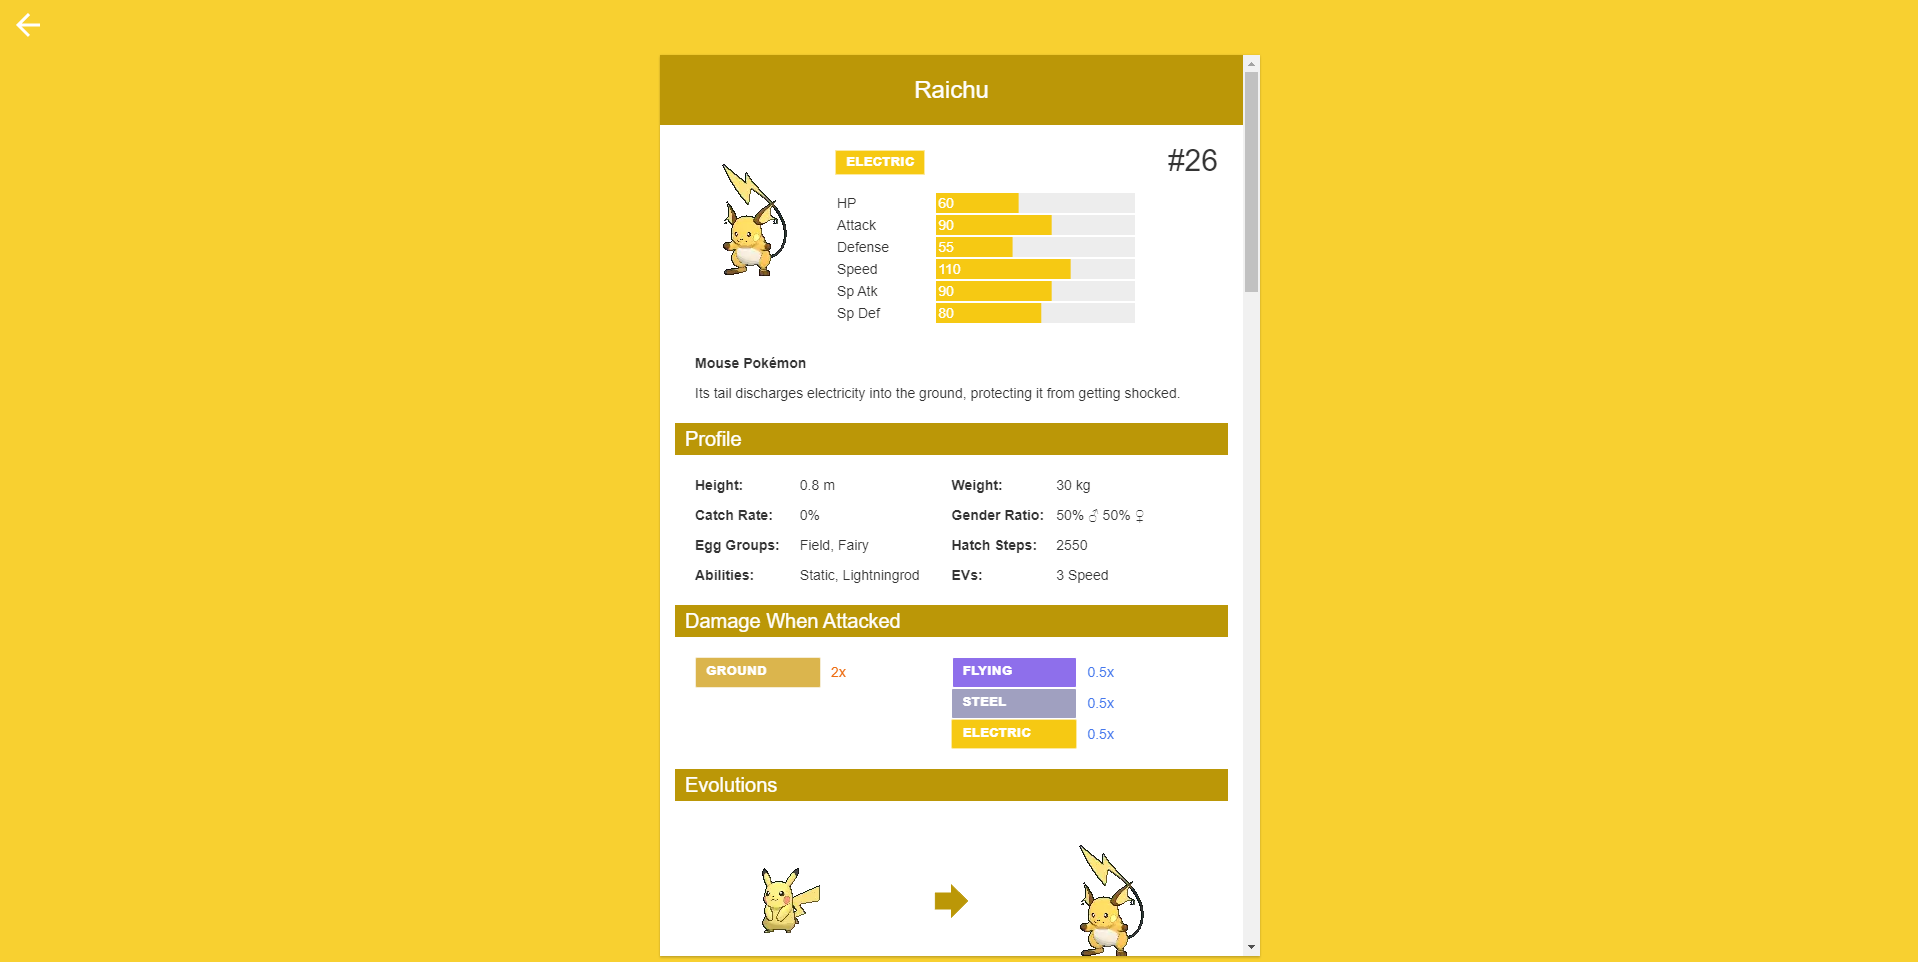 Raichu
ELECTRIC
#26
HP 60
Attack 90
Defense 55
Speed 110
Sp Atk 90
Sp Def 80
Mouse Pokémon
Its tail discharges electricity into the ground, protecting it from getting shocked.
Profile
Height: 0.8 m Weight: 30 kg
Catch Rate: 0% Gender Ratio: 50% ♂ 50% ♀
Egg Groups: Field, Fairy Hatch Steps: 2550
Abilities: Static, Lightningrod EVs: 3 Speed
Damage When Attacked
GROUND 2x FLYING 0.5x
STEEL 0.5x
ELECTRIC 0.5x
Evolutions